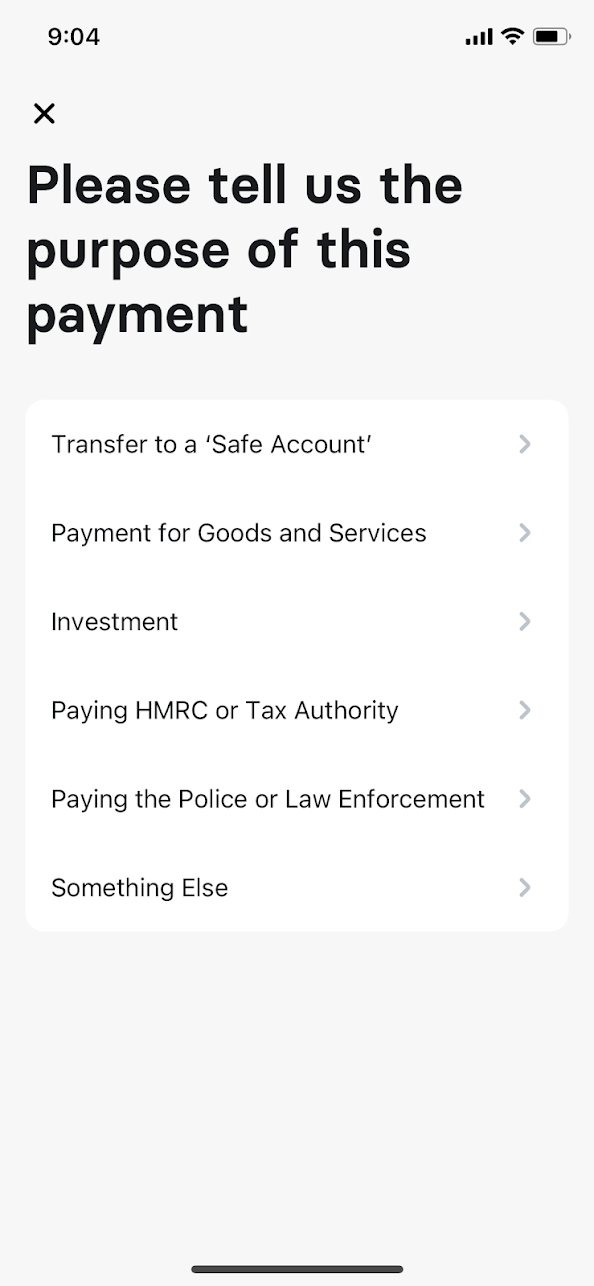 9:04
Please tell us the
purpose of this
payment
Transfer to a ‘Safe Account’
Payment for Goods and Services
Investment
Paying HMRC or Tax Authority
Paying the Police or Law Enforcement
Something Else